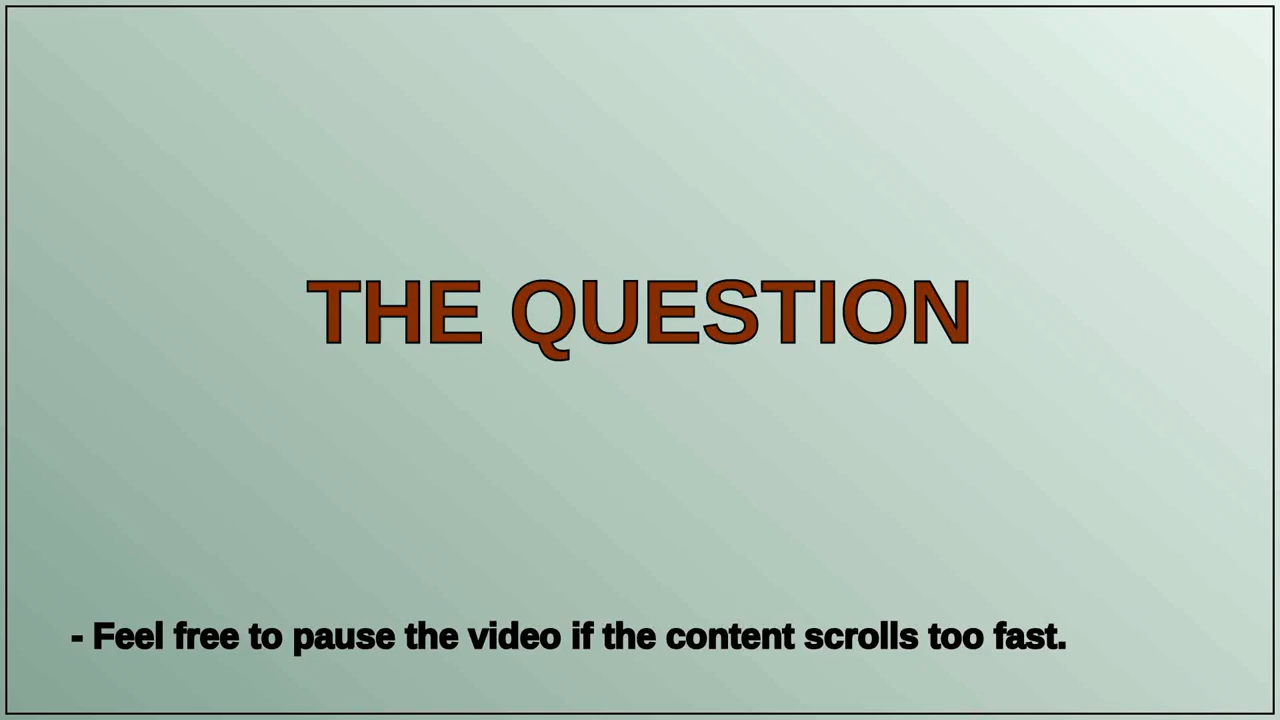 THE QUESTION
- Feel free to pause the video if the content scrolls too fast.